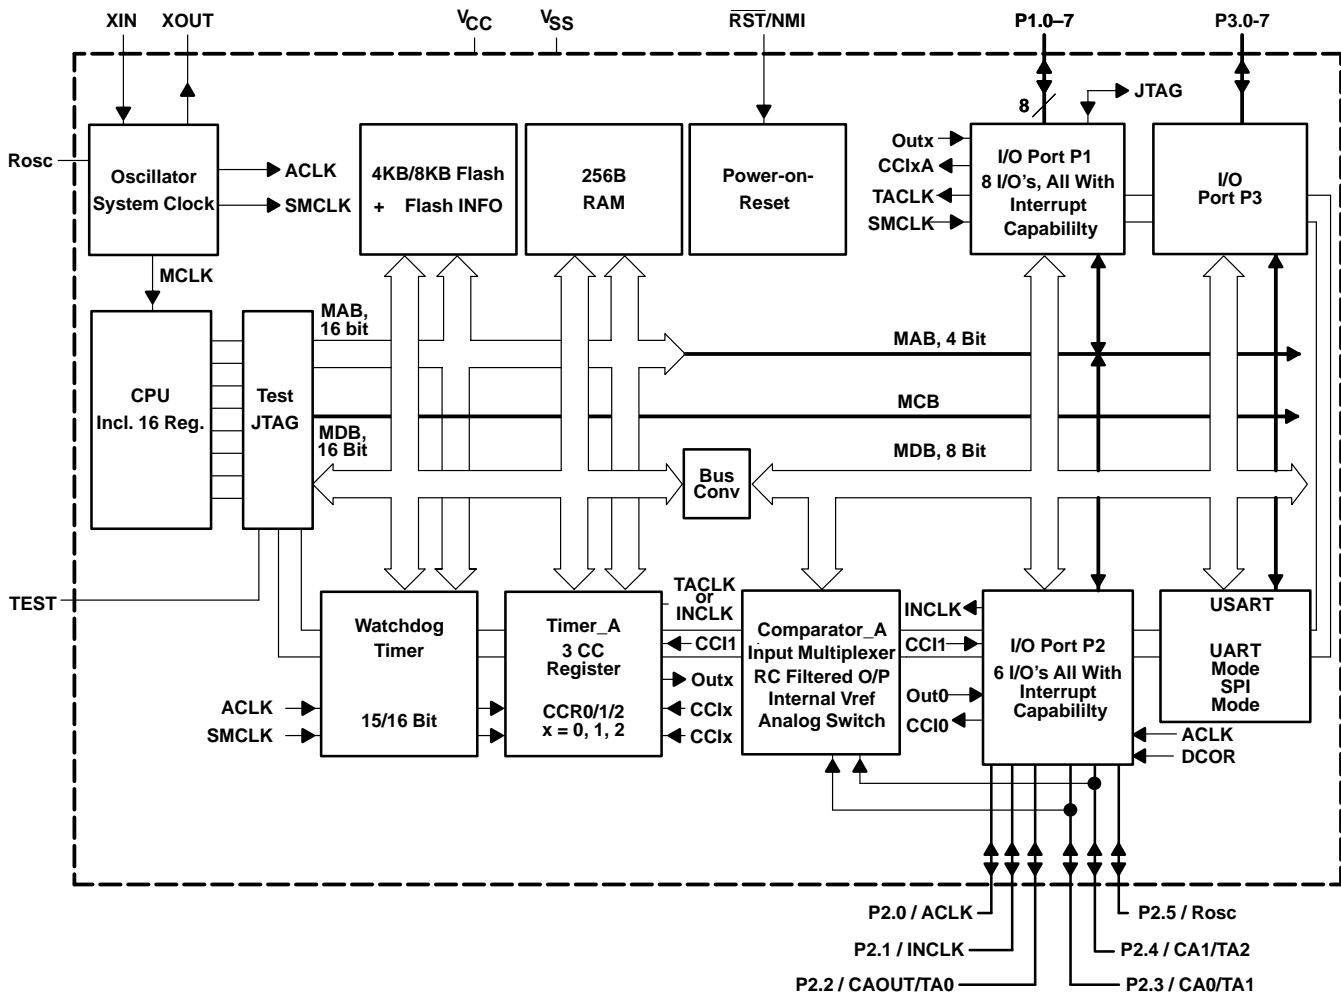 XIN XOUT VCC VSS RST/NMI P1.0–7 P3.0-7
JTAG
8
Rosc
Oscillator
System Clock
ACLK
SMCLK
4KB/8KB Flash
+ Flash INFO
256B
RAM
Power-on-
Reset
Outx
CCIxA
TACLK
SMCLK
I/O Port P1
8 I/O's, All With
Interrupt
Capabililty
I/O
Port P3
MCLK
MAB,
16 bit
MAB, 4 Bit
CPU
Incl. 16 Reg.
Test
JTAG
MCB
MDB,
16 Bit
MDB, 8 Bit
Bus
Conv
TEST
Watchdog
Timer
15/16 Bit
ACLK
SMCLK
Timer_A
3 CC
Register
CCR0/1/2
x = 0, 1, 2
TACLK
or
INCLK
CCI1
Outx
CCIx
CCIx
Comparator_A
Input Multiplexer
RC Filtered O/P
Internal Vref
Analog Switch
INCLK
CCI1
Out0
CCI0
I/O Port P2
6 I/O's All With
Interrupt
Capabililty
USART
UART
Mode
SPI
Mode
ACLK
DCOR
P2.0 / ACLK
P2.5 / Rosc
P2.1 / INCLK
P2.4 / CA1/TA2
P2.2 / CAOUT/TA0
P2.3 / CA0/TA1